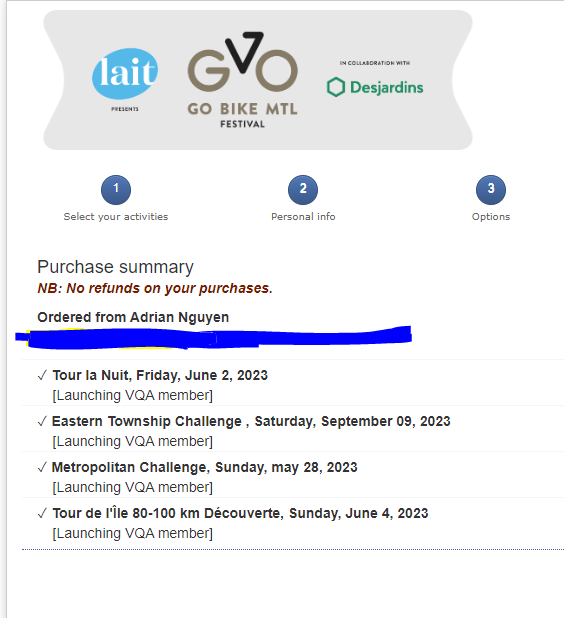 lait
PRESENTS
GVO
GO BIKE MTL
FESTIVAL
IN COLLABORATION WITH
Desjardins
1
2
3
Select your activities
Personal info
Options
Purchase summary
NB: No refunds on your purchases.
Ordered from Adrian Nguyen
✓ Tour la Nuit, Friday, June 2, 2023
[Launching VQA member]
✓ Eastern Township Challenge , Saturday, September 09, 2023
[Launching VQA member]
✓ Metropolitan Challenge, Sunday, may 28, 2023
[Launching VQA member]
✓ Tour de l'Île 80-100 km Découverte, Sunday, June 4, 2023
[Launching VQA member]